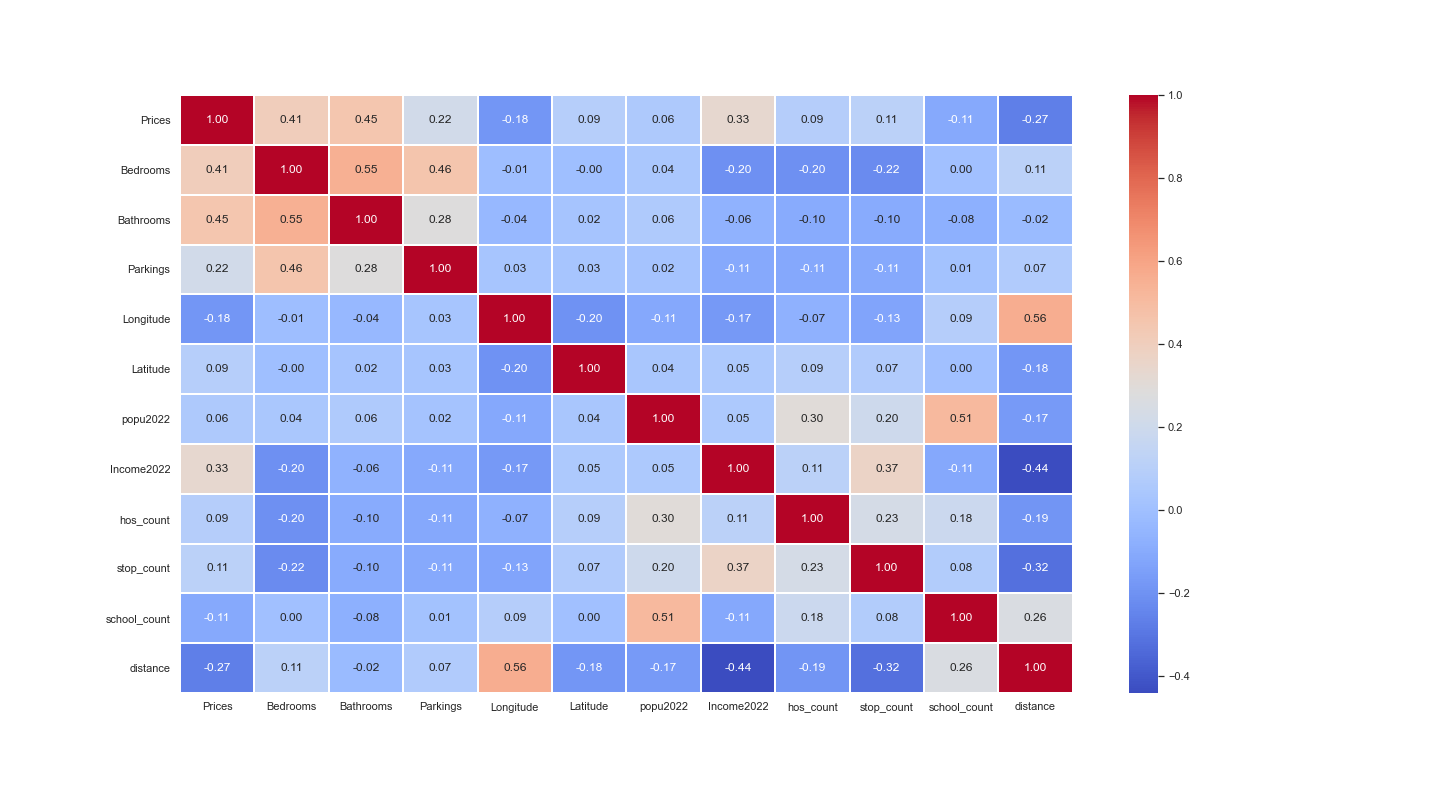 1.0
Prices 1.00 0.41 0.45 0.22 -0.18 0.09 0.06 0.33 0.09 0.11 -0.11 -0.27
Bedrooms 0.41 1.00 0.55 0.46 -0.01 -0.00 0.04 -0.20 -0.20 -0.22 0.00 0.11
0.8
Bathrooms 0.45 0.55 1.00 0.28 -0.04 0.02 0.06 -0.06 -0.10 -0.10 -0.08 -0.02
0.6
Parkings 0.22 0.46 0.28 1.00 0.03 0.03 0.02 -0.11 -0.11 -0.11 0.01 0.07
Longitude -0.18 -0.01 -0.04 0.03 1.00 -0.20 -0.11 -0.17 -0.07 -0.13 0.09 0.56
0.4
Latitude 0.09 -0.00 0.02 0.03 -0.20 1.00 0.04 0.05 0.09 0.07 0.00 -0.18
popu2022 0.06 0.04 0.06 0.02 -0.11 0.04 1.00 0.05 0.30 0.20 0.51 -0.17
0.2
Income2022 0.33 -0.20 -0.06 -0.11 -0.17 0.05 0.05 1.00 0.11 0.37 -0.11 -0.44
0.0
hos_count 0.09 -0.20 -0.10 -0.11 -0.07 0.09 0.30 0.11 1.00 0.23 0.18 -0.19
stop_count 0.11 -0.22 -0.10 -0.11 -0.13 0.07 0.20 0.37 0.23 1.00 0.08 -0.32
−0.2
school_count -0.11 0.00 -0.08 0.01 0.09 0.00 0.51 -0.11 0.18 0.08 1.00 0.26
distance -0.27 0.11 -0.02 0.07 0.56 -0.18 -0.17 -0.44 -0.19 -0.32 0.26 1.00
−0.4
Prices Bedrooms Bathrooms Parkings Longitude Latitude popu2022 Income2022 hos_count stop_count school_count distance